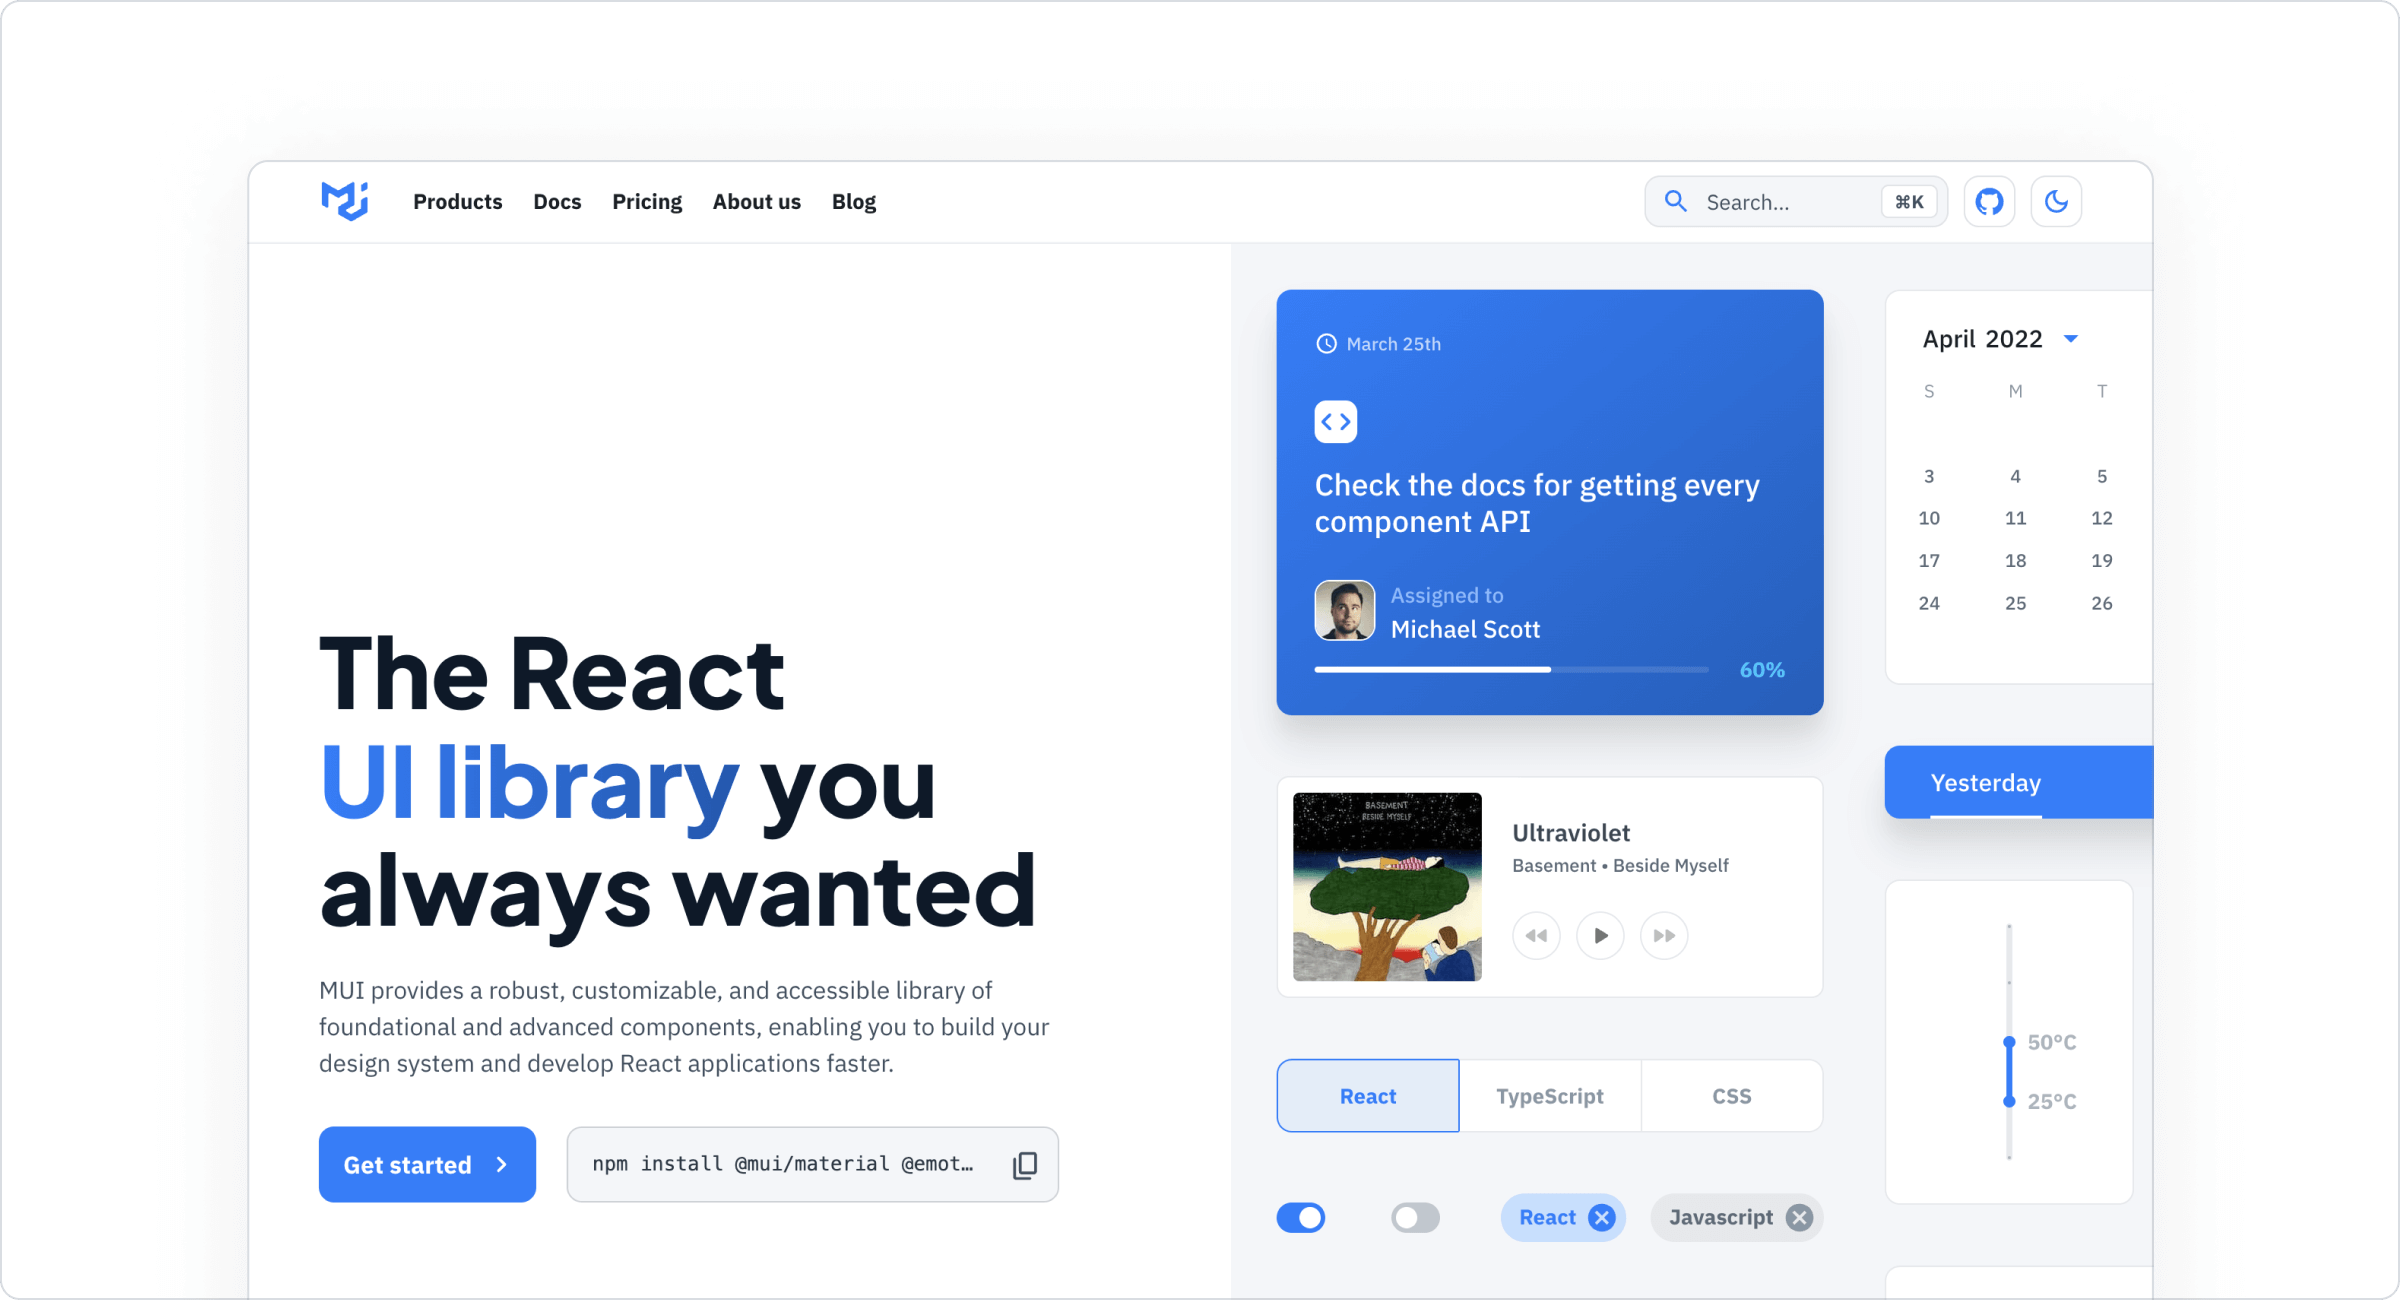 Products Docs Pricing About us Blog
Search... ⌘K
The React
UI library you
always wanted
MUI provides a robust, customizable, and accessible library of
foundational and advanced components, enabling you to build your
design system and develop React applications faster.
Get started
npm install @mui/material @emot…
March 25th
Check the docs for getting every
component API
Assigned to
Michael Scott
60%
BASEMENT
BESIDE MYSELF
Ultraviolet
Basement • Beside Myself
React TypeScript CSS
React Javascript
April 2022
S M T
3 4 5
10 11 12
17 18 19
24 25 26
Yesterday
50°C
25°C